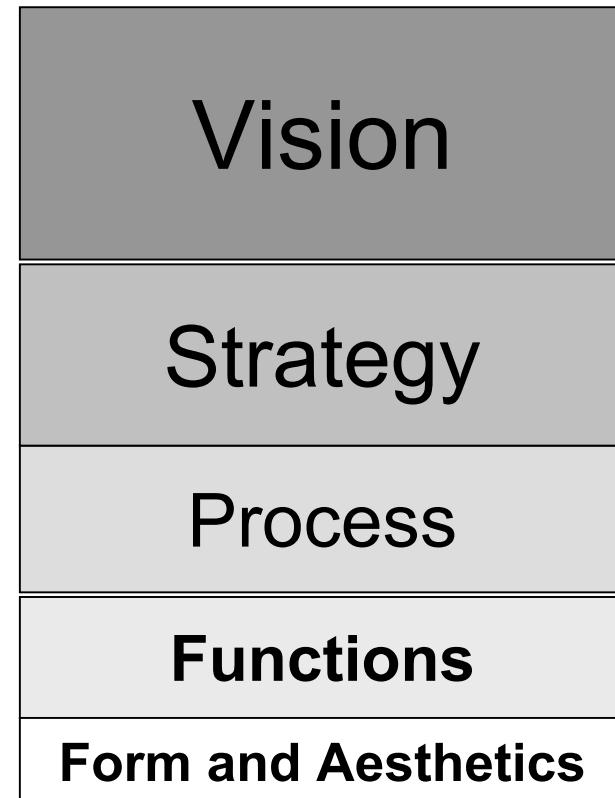 Vision
Strategy
Process
Functions
Form and Aesthetics